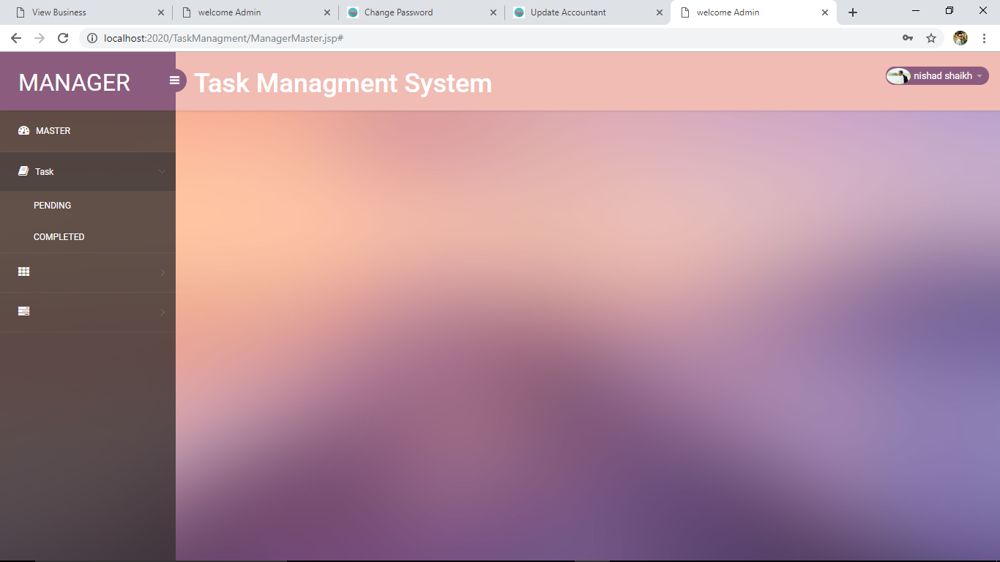 View Business
welcome Admin
Change Password
Update Accountant
welcome Admin
localhost:2020/TaskManagment/ManagerMaster.jsp#
MANAGER
Task Managment System
nishad shaikh
MASTER
Task
PENDING
COMPLETED